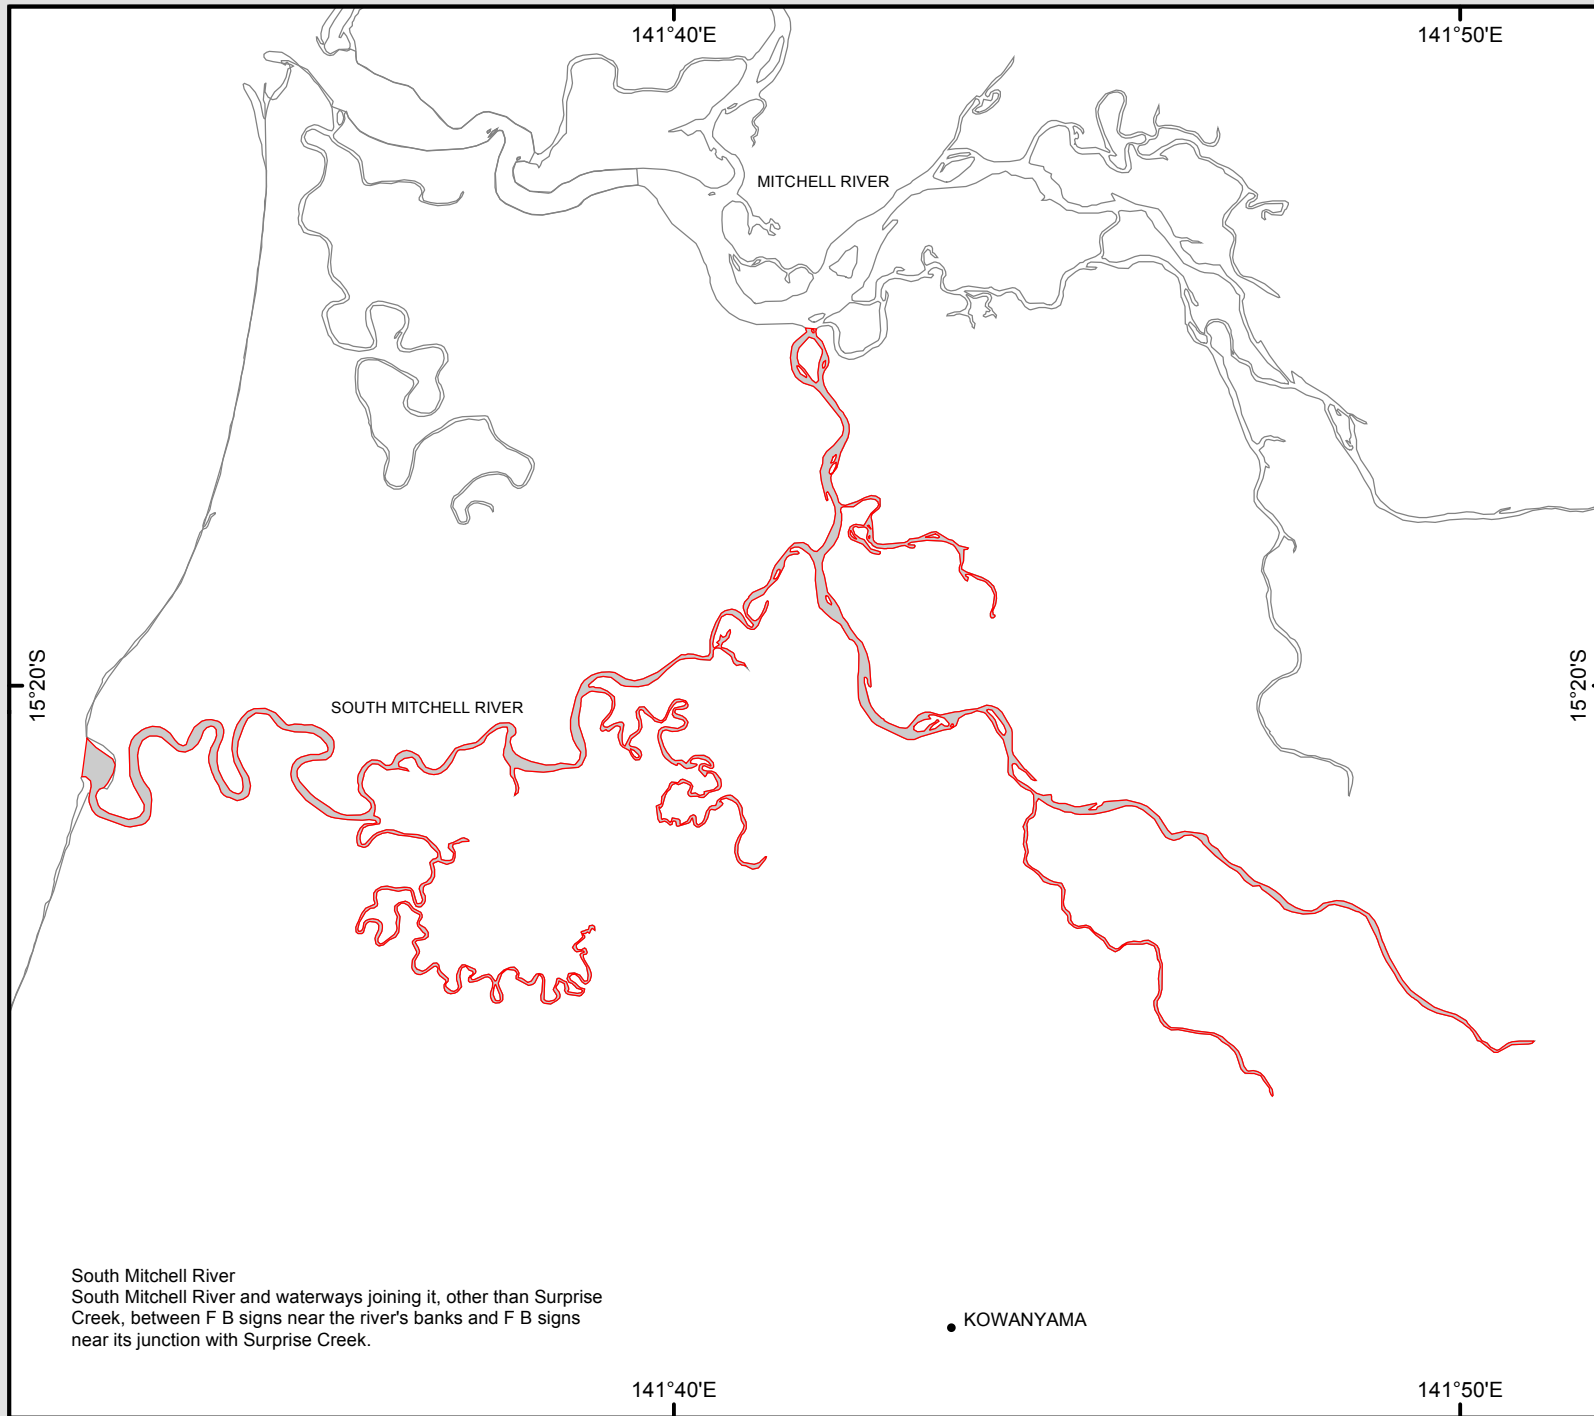 141°40'E
141°50'E
MITCHELL RIVER
15°20'S
15°20'S
SOUTH MITCHELL RIVER
South Mitchell River
South Mitchell River and waterways joining it, other than Surprise
Creek, between F B signs near the river's banks and F B signs
near its junction with Surprise Creek.
KOWANYAMA
141°40'E
141°50'E